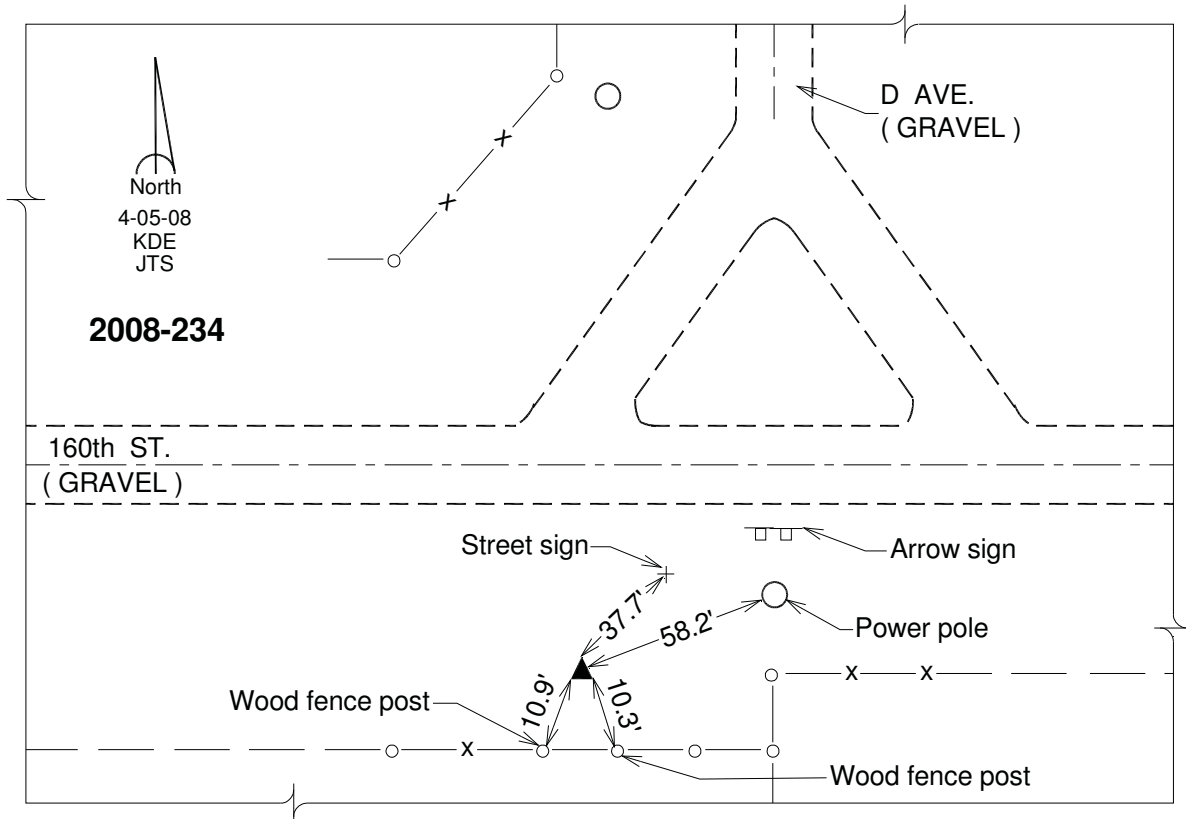 D AVE.
( GRAVEL )
North
4-05-08
KDE
JTS
2008-234
160th ST.
( GRAVEL )
Street sign
Arrow sign
37.7'
58.2'
Power pole
Wood fence post
10.9'
10.3'
Wood fence post